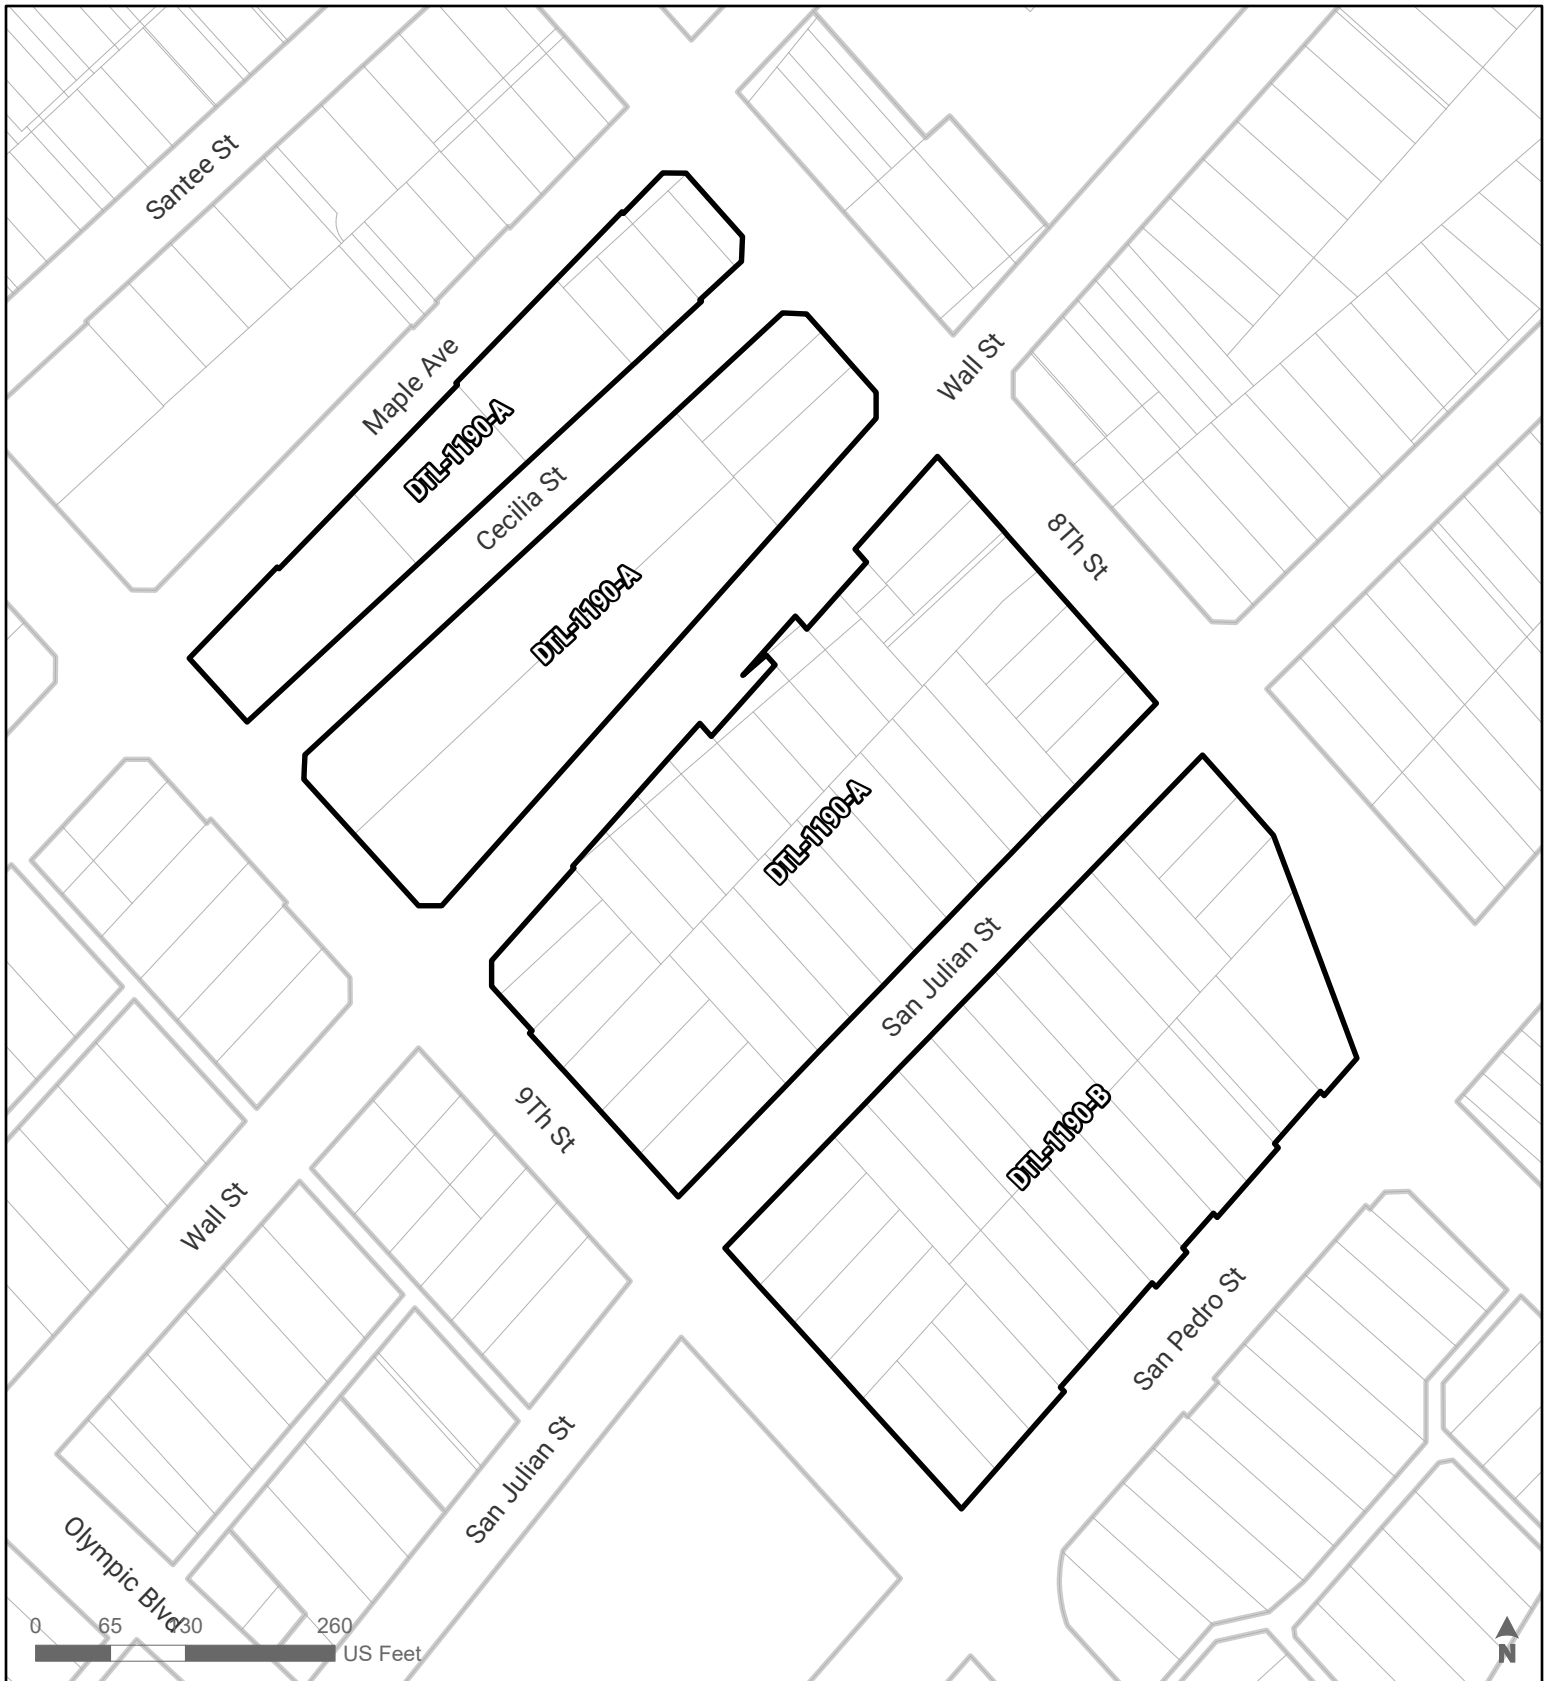 Santee St
Maple Ave
Wall St
DTL-1190-A
Cecilia St
8Th St
DTL-1190-A
DTL-1190-A
San Julian St
9Th St
DTL-1190-B
Wall St
San Pedro St
San Julian St
Olympic Blvd
0 65 130 260
US Feet
N